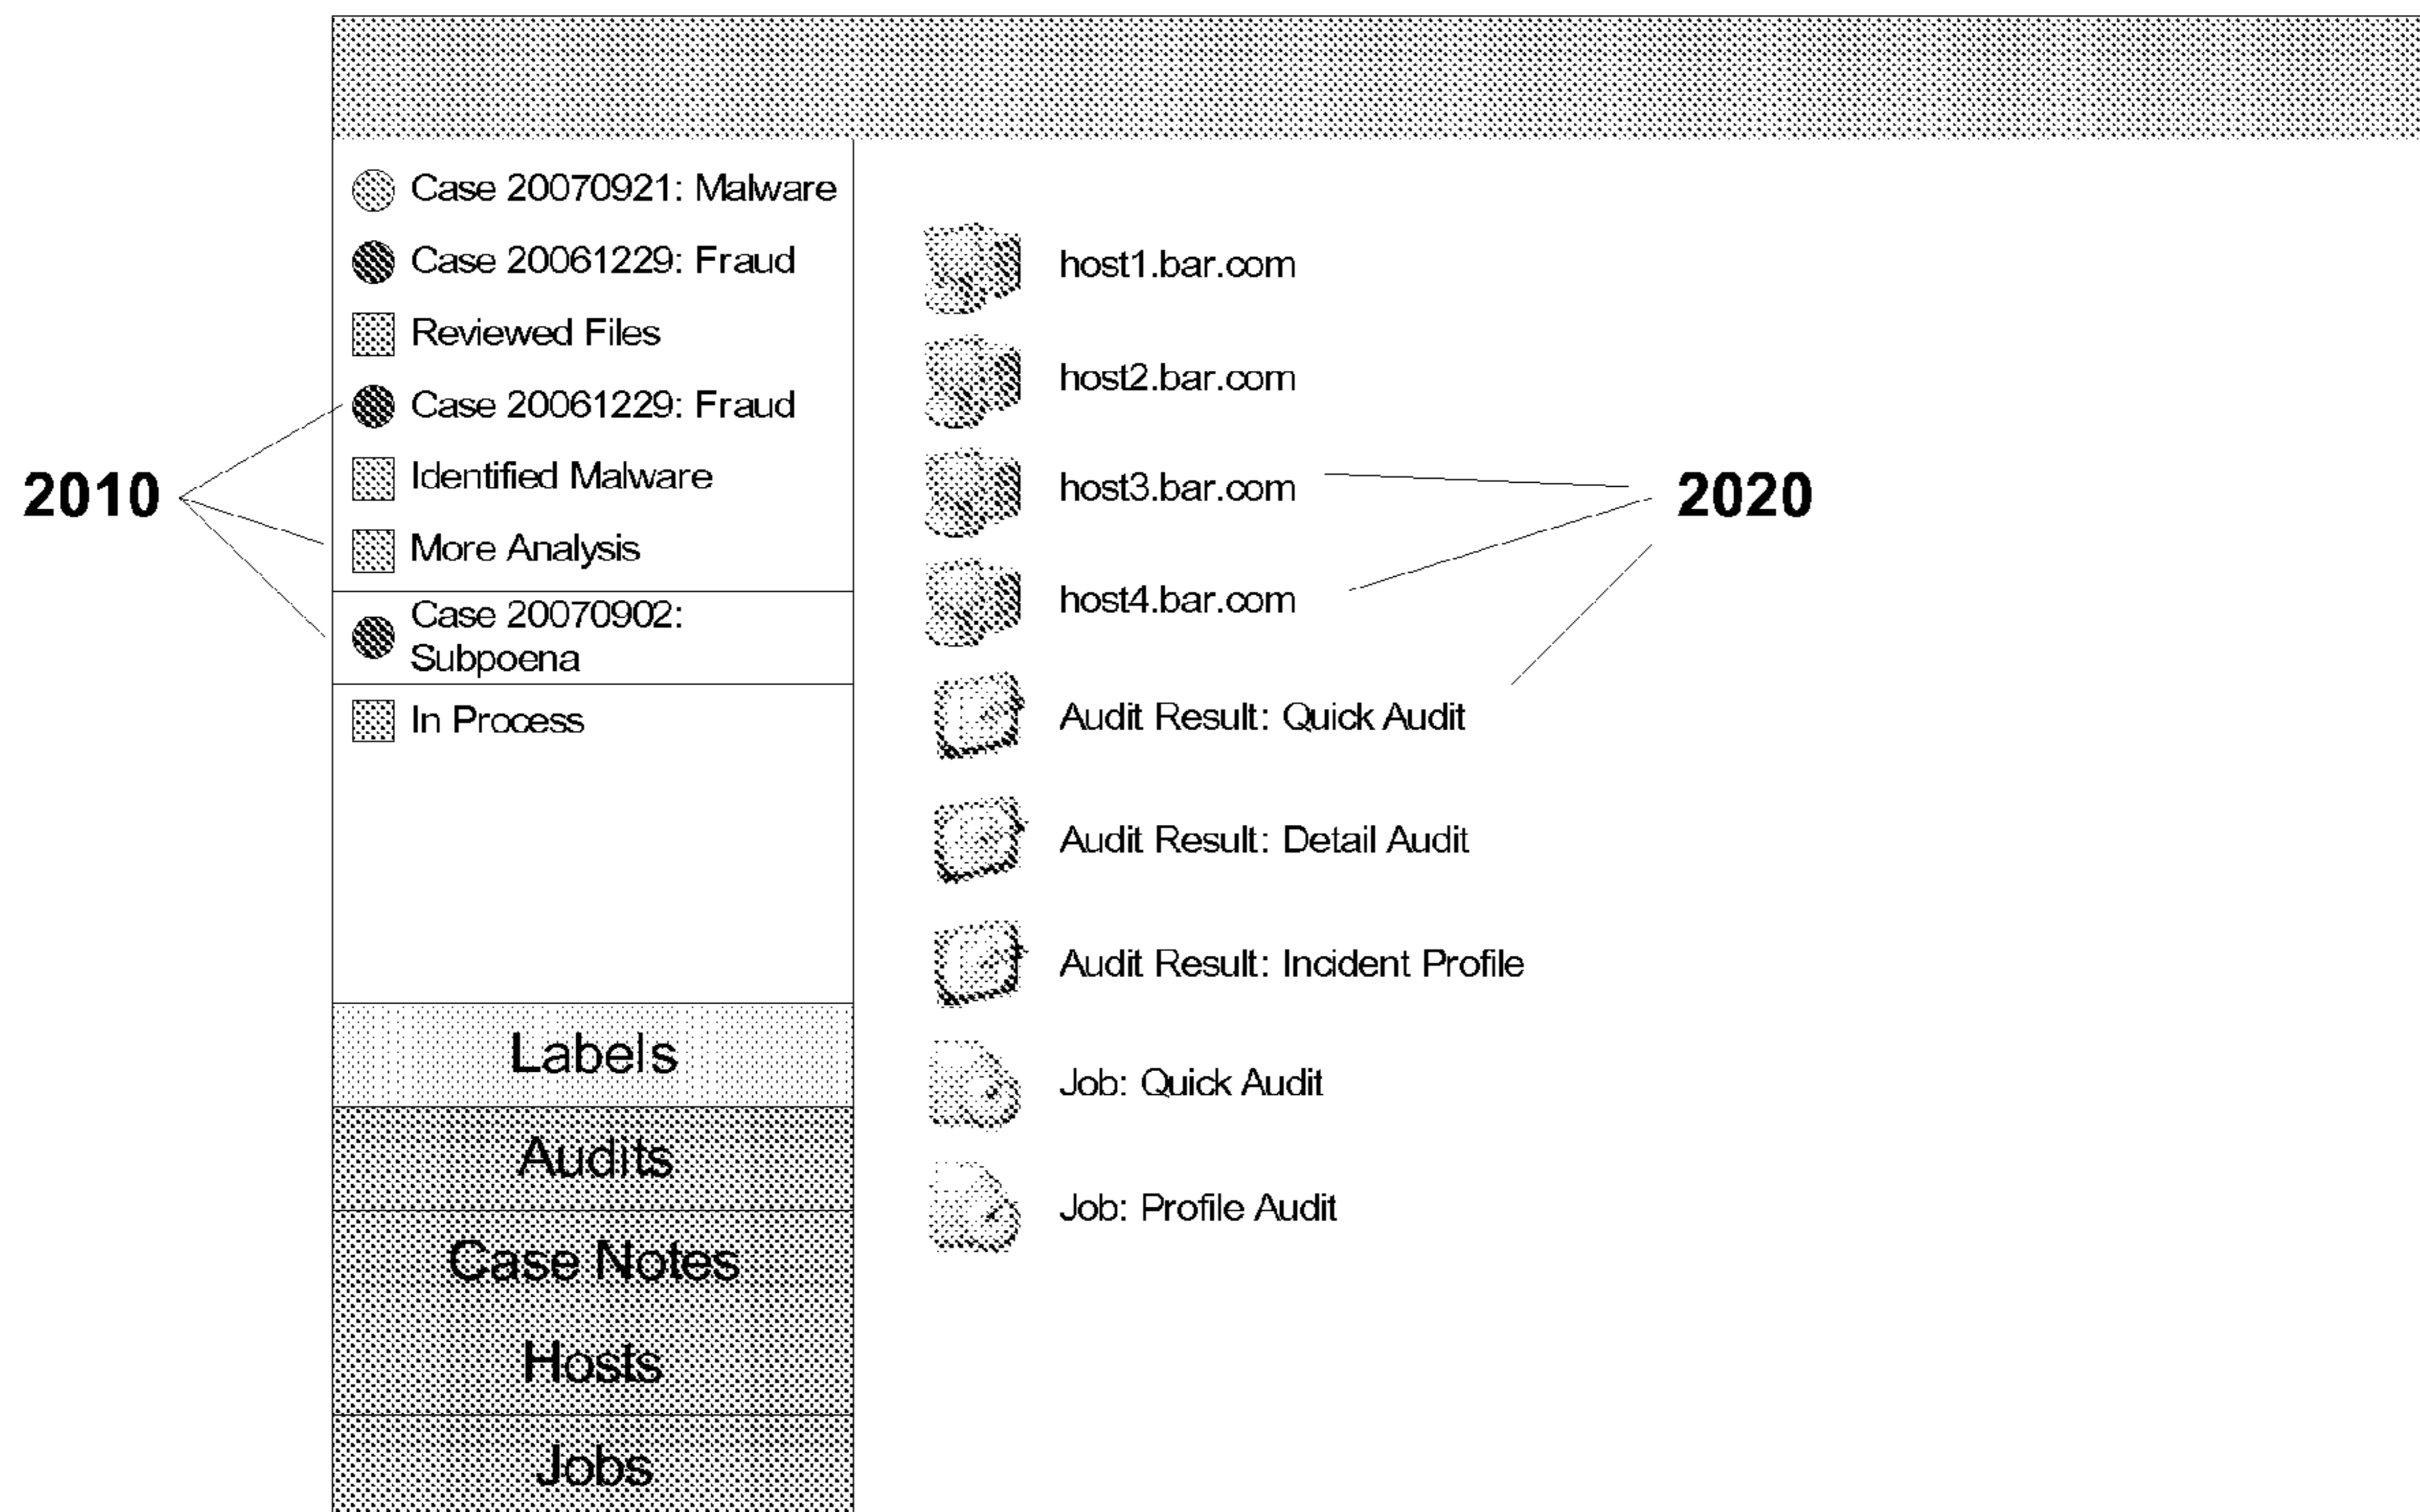 Case 20070921: Malware
Case 20061229: Fraud
Reviewed Files
Case 20061229: Fraud
Identified Malware
More Analysis
Case 20070902:
Subpoena
In Process
Labels
Audits
Case Notes
Hosts
Jobs
2010
host1.bar.com
host2.bar.com
host3.bar.com
host4.bar.com
Audit Result: Quick Audit
Audit Result: Detail Audit
Audit Result: Incident Profile
Job: Quick Audit
Job: Profile Audit
2020